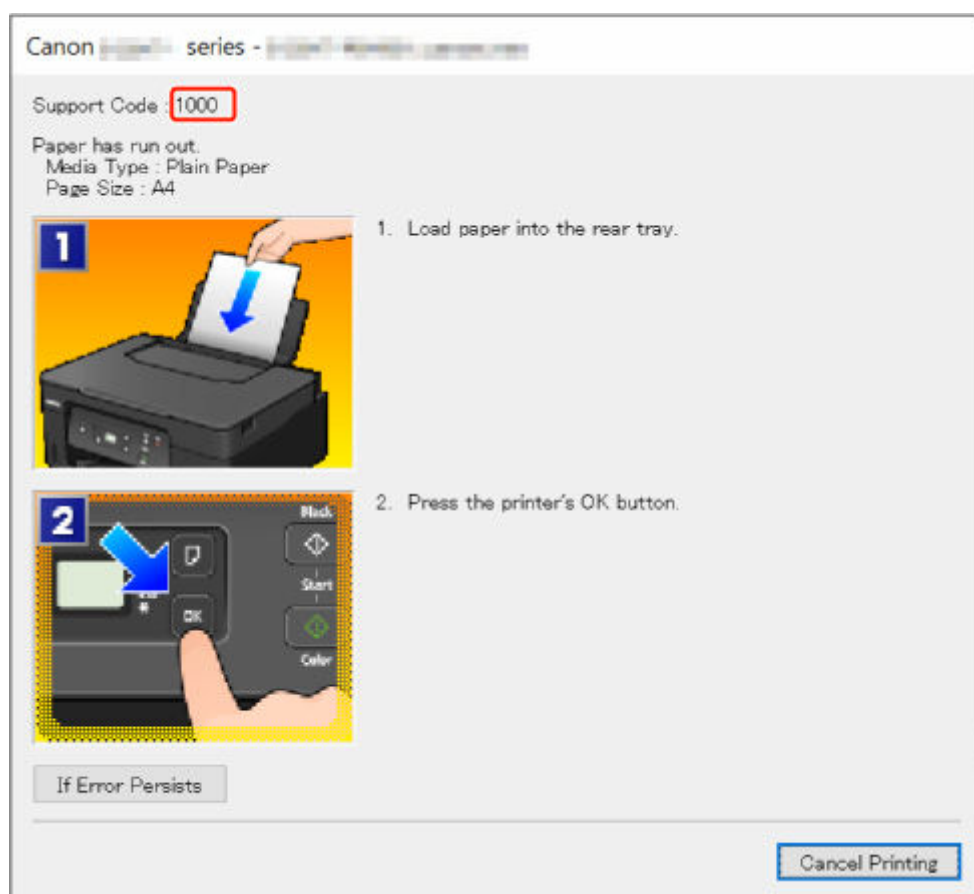 Canon series -
Support Code : 1000
Paper has run out.
Media Type : Plain Paper
Page Size : A4
1
1. Load paper into the rear tray.
2
2. Press the printer's OK button.
Black
Start
OK
Color
If Error Persists
Cancel Printing